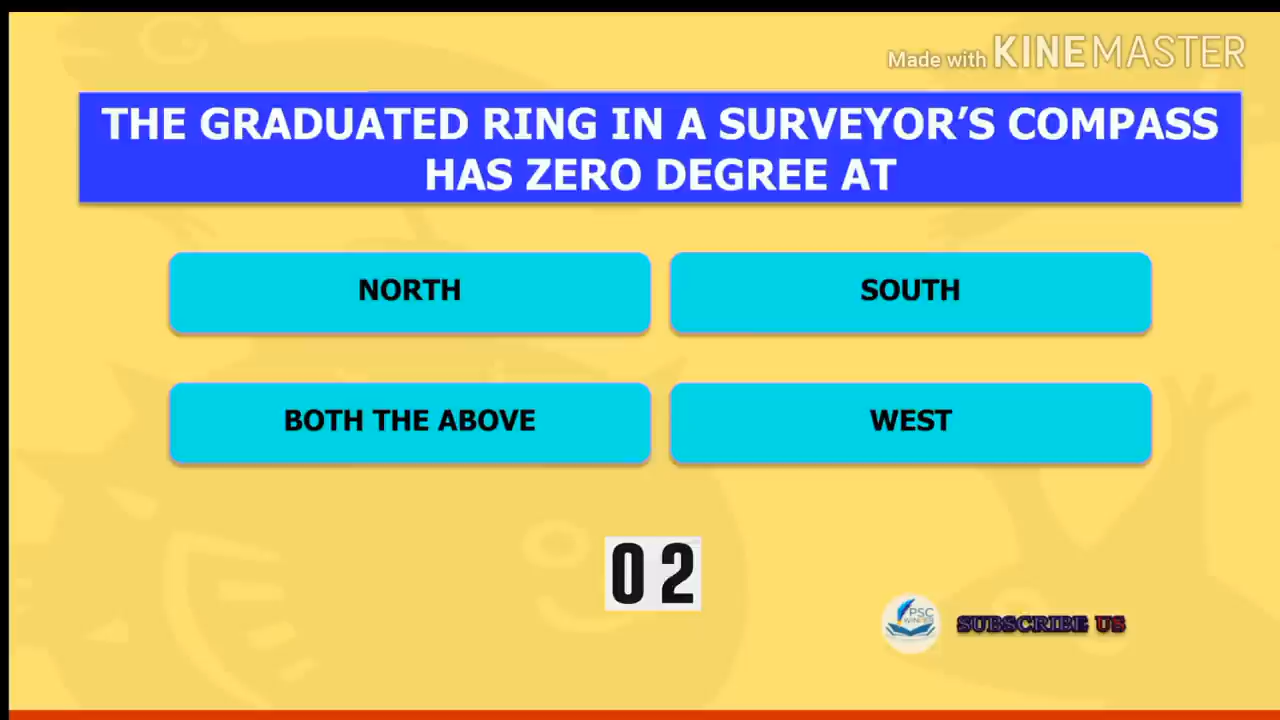 Made with KINEMASTER
THE GRADUATED RING IN A SURVEYOR'S COMPASS
HAS ZERO DEGREE AT
NORTH
SOUTH
BOTH THE ABOVE
WEST
02
PSC
SUBSCRIBE US